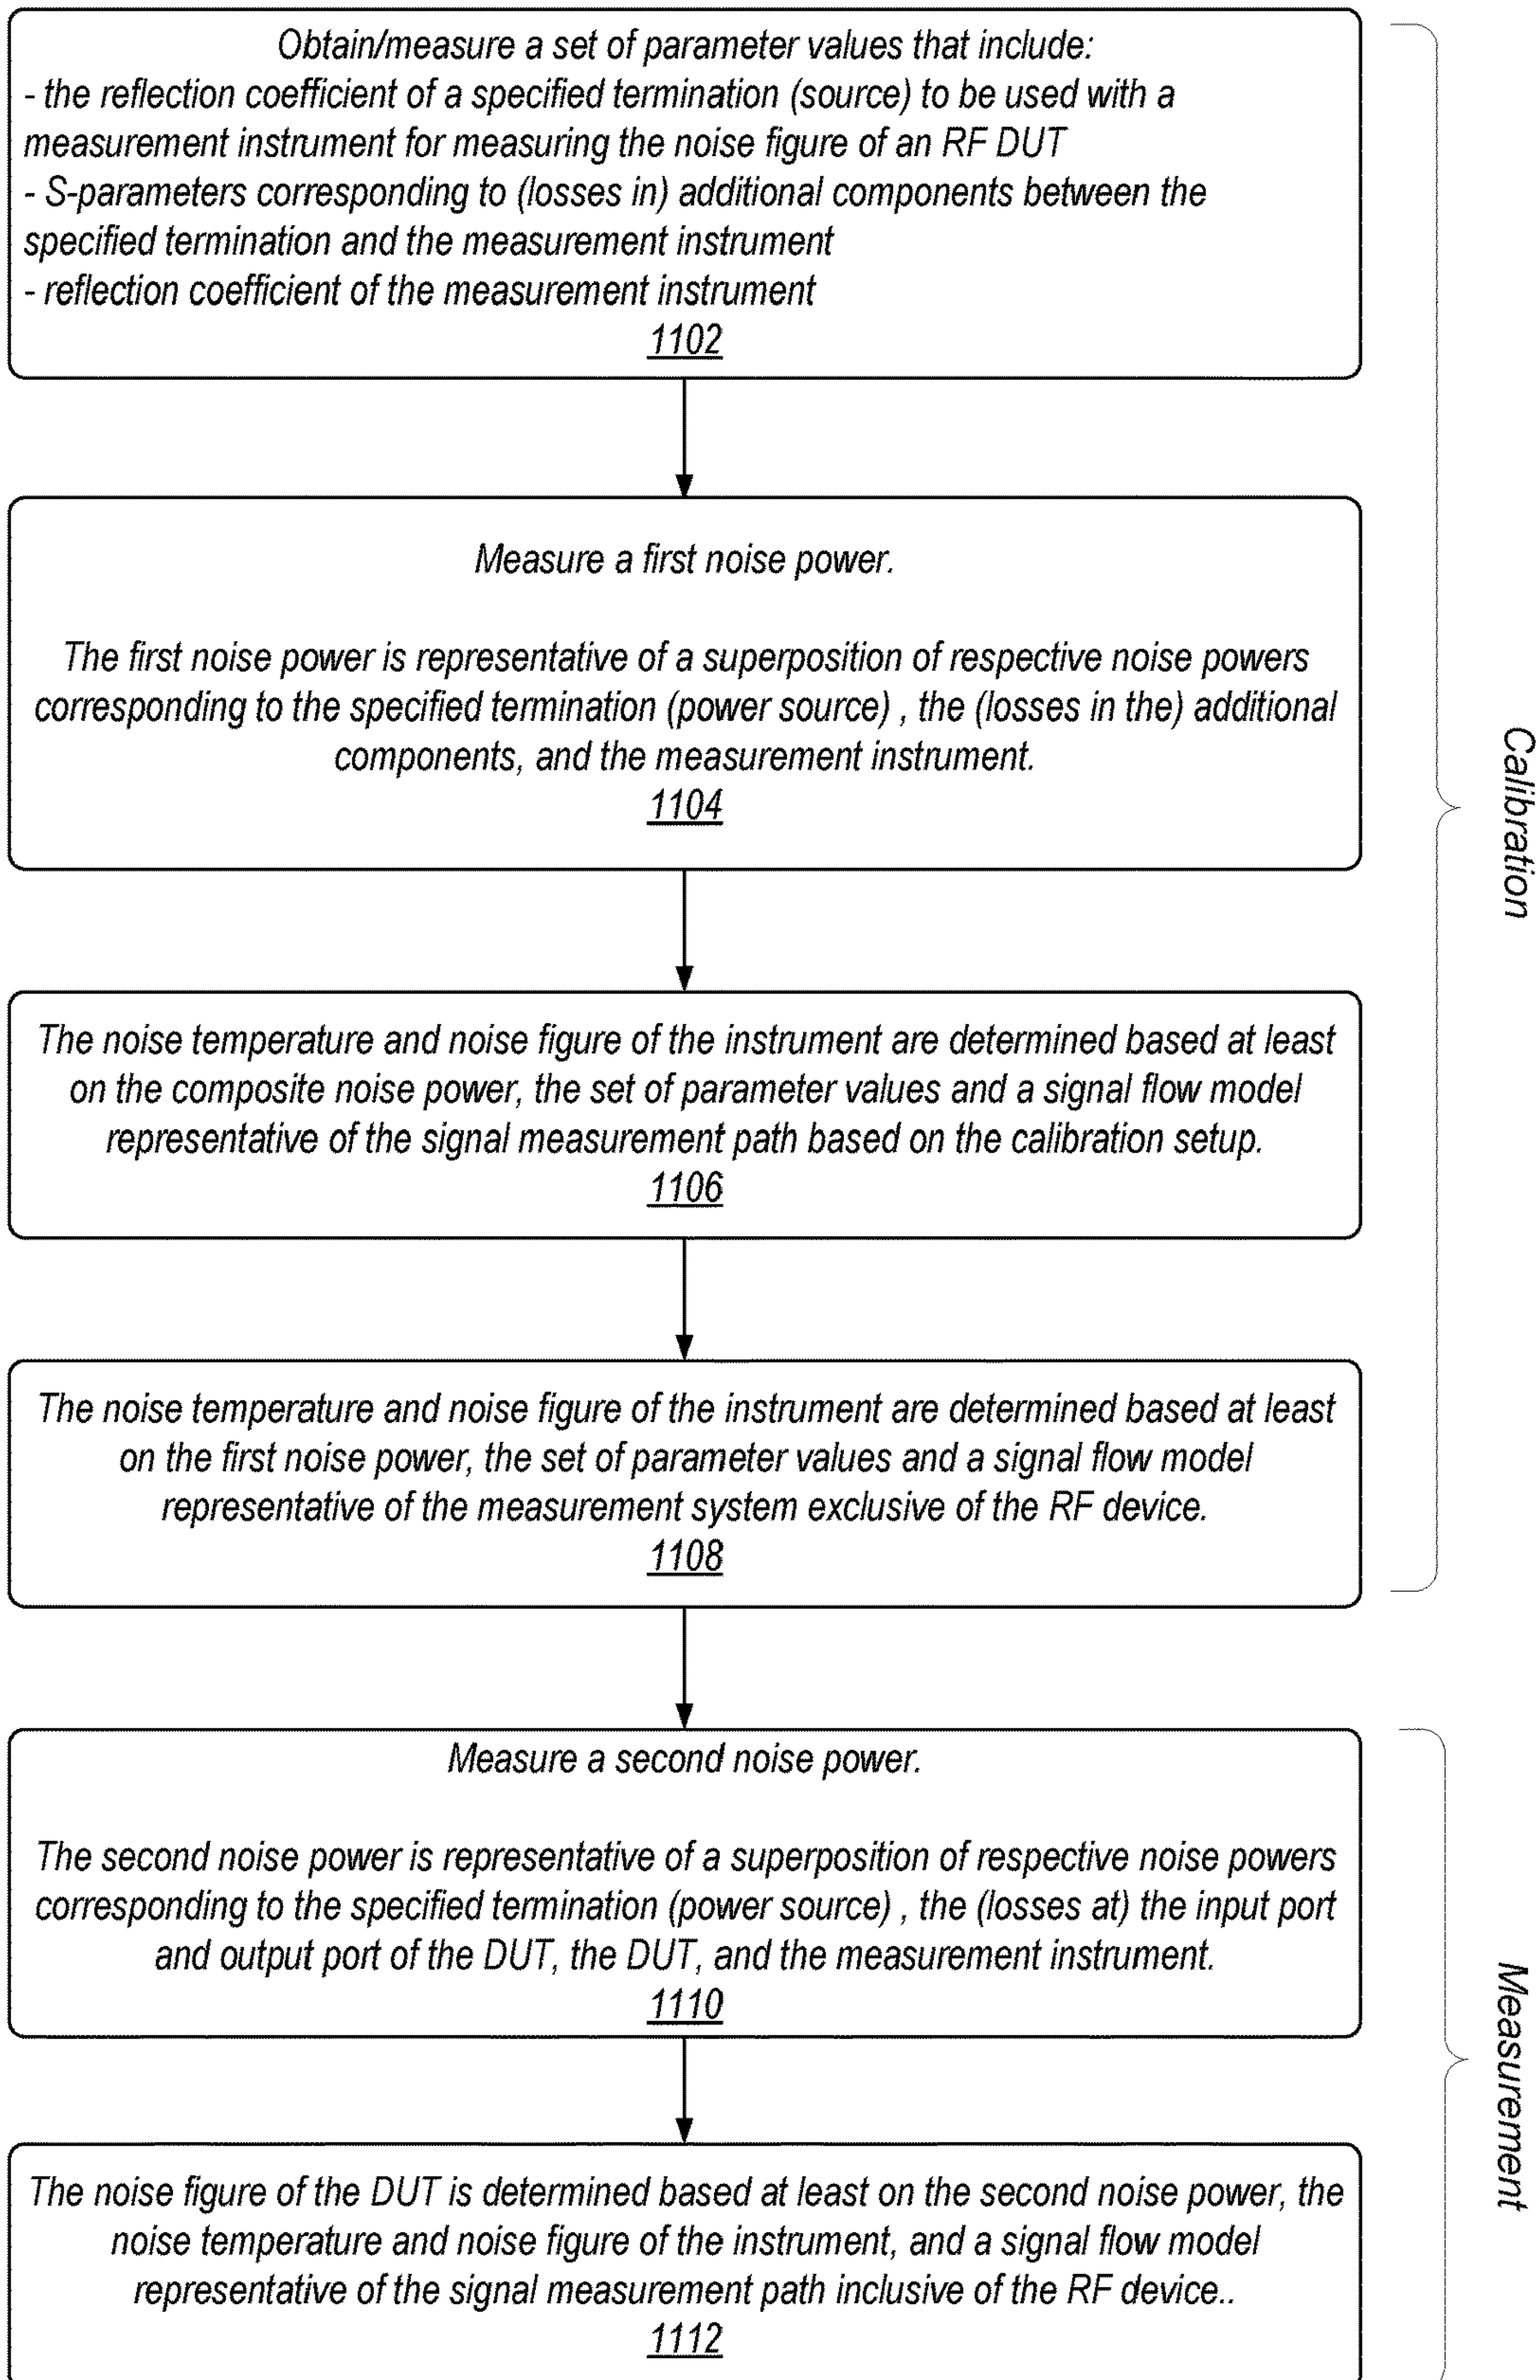 Obtain/measure a set of parameter values that include:
- the reflection coefficient of a specified termination (source) to be used with a
measurement instrument for measuring the noise figure of an RF DUT
- S-parameters corresponding to (losses in) additional components between the
specified termination and the measurement instrument
- reflection coefficient of the measurement instrument
1102
Measure a first noise power.
The first noise power is representative of a superposition of respective noise powers
corresponding to the specified termination (power source) , the (losses in the) additional
components, and the measurement instrument.
1104
The noise temperature and noise figure of the instrument are determined based at least
on the composite noise power, the set of parameter values and a signal flow model
representative of the signal measurement path based on the calibration setup.
1106
The noise temperature and noise figure of the instrument are determined based at least
on the first noise power, the set of parameter values and a signal flow model
representative of the measurement system exclusive of the RF device.
1108
Calibration
Measure a second noise power.
The second noise power is representative of a superposition of respective noise powers
corresponding to the specified termination (power source) , the (losses at) the input port
and output port of the DUT, the DUT, and the measurement instrument.
1110
The noise figure of the DUT is determined based at least on the second noise power, the
noise temperature and noise figure of the instrument, and a signal flow model
representative of the signal measurement path inclusive of the RF device..
1112
Measurement